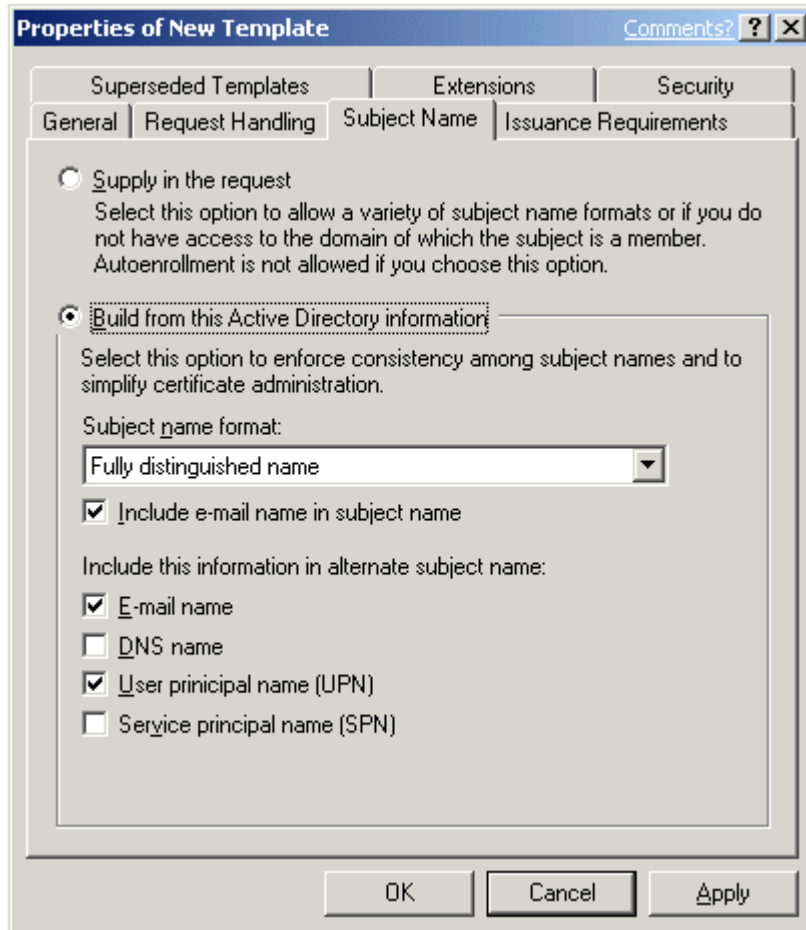 Properties of New Template
Comments? ?
Superseded Templates Extensions Security
General Request Handling Subject Name Issuance Requirements
Supply in the request
Select this option to allow a variety of subject name formats or if you do
not have access to the domain of which the subject is a member.
Autoenrollment is not allowed if you choose this option.
Build from this Active Directory information
Select this option to enforce consistency among subject names and to
simplify certificate administration.
Subject name format:
Fully distinguished name
Include e-mail name in subject name
Include this information in alternate subject name:
E-mail name
DNS name
User prinicipal name (UPN)
Service principal name (SPN)
OK Cancel Apply